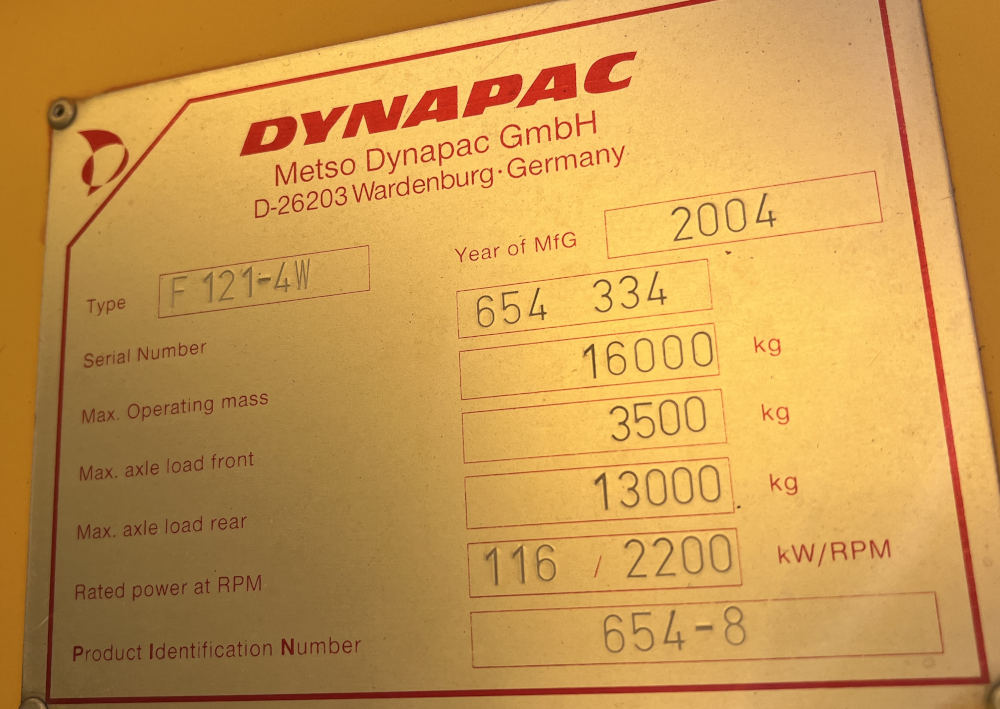 DYNAPAC
Metso Dynapac GmbH
D-26203 Wardenburg·Germany
Type F 121-4W Year of MfG 2004
Serial Number 654 334
Max. Operating mass 16000 kg
Max. axle load front 3500 kg
Max. axle load rear 13000 kg
Rated power at RPM 116 / 2200 kW/RPM
Product Identification Number 654-8